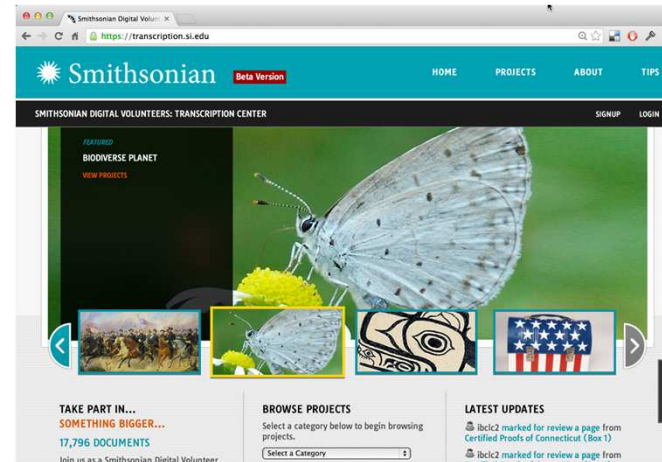 Smithsonian Digital Volun
https://transcription.si.edu
Smithsonian
Beta Version
HOME PROJECTS ABOUT TIPS
SMITHSONIAN DIGITAL VOLUNTEERS: TRANSCRIPTION CENTER
SIGNUP LOGIN
FEATURED
BIODIVERSE PLANET
VIEW PROJECTS
TAKE PART IN...
SOMETHING BIGGER...
17,796 DOCUMENTS
Join us as a Smithsonian Digital Volunteer
BROWSE PROJECTS
Select a category below to begin browsing
projects.
Select a Category
LATEST UPDATES
ibclc2 marked for review a page from
Certified Proofs of Connecticut (Box 1)
ibclc2 marked for review a page from